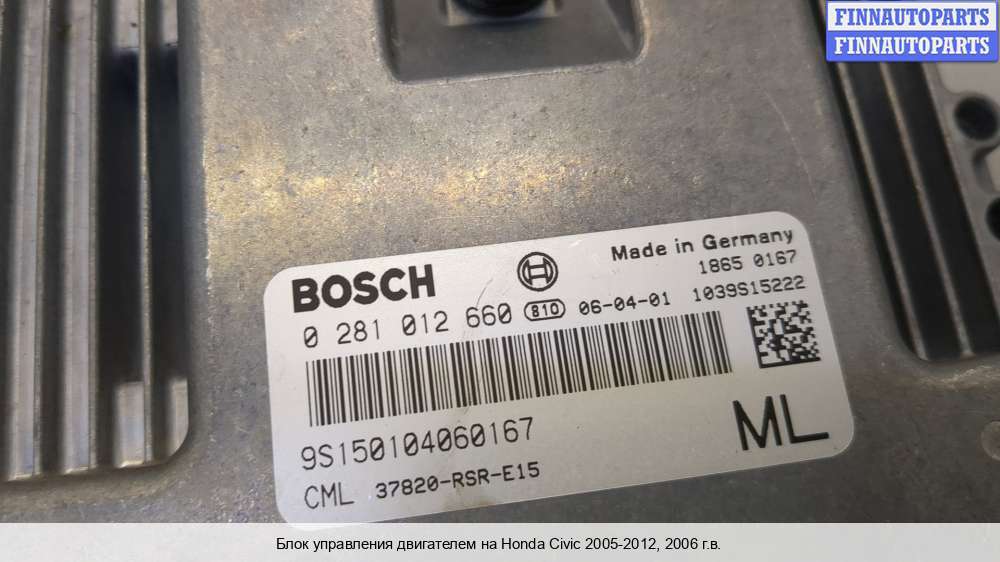 FINNAUTOPARTS
FINNAUTOPARTS
Made in Germany
BOSCH
1865 0167
0 281 012 660 810 06-04-01 1039S15222
9S150104060167
ML
CML 37820-RSR-E15
Блок управления двигателем на Honda Civic 2005-2012, 2006 г.в.